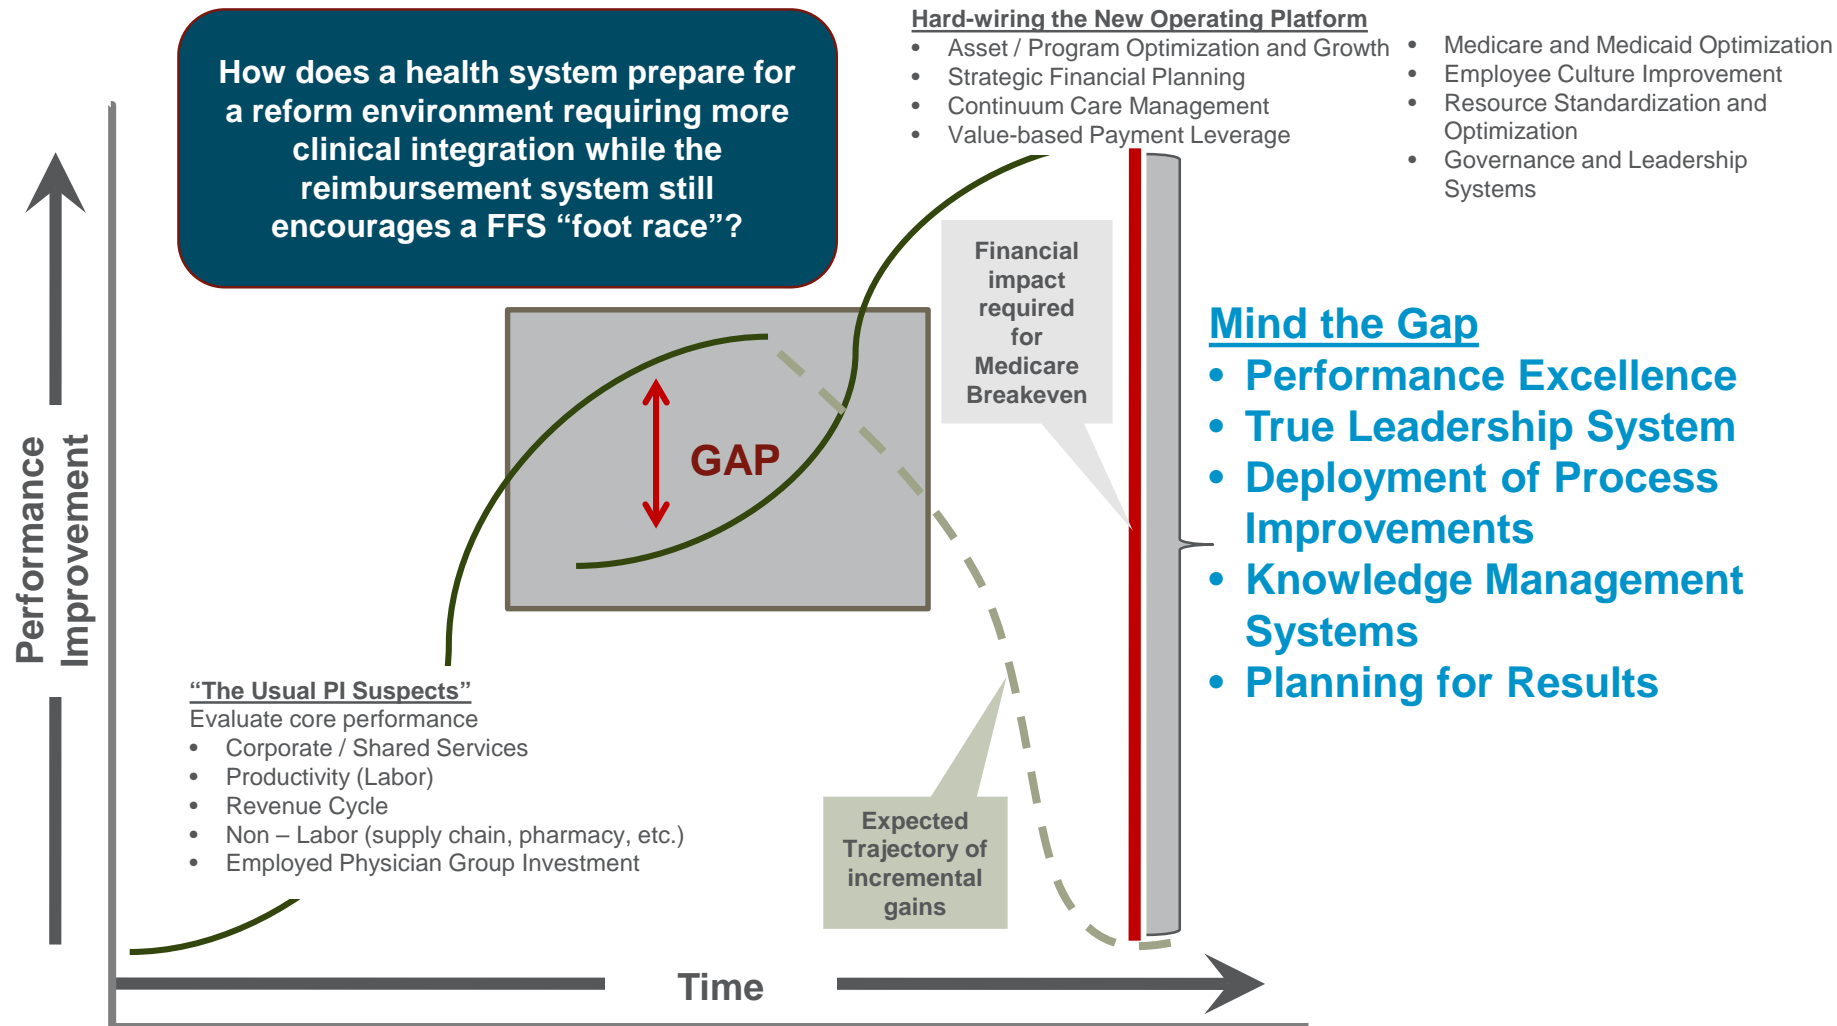 How does a health system prepare for
a reform environment requiring more
clinical integration while the
reimbursement system still
encourages a FFS “foot race”?
Hard-wiring the New Operating Platform
• Asset / Program Optimization and Growth
• Strategic Financial Planning
• Continuum Care Management
• Value-based Payment Leverage
• Medicare and Medicaid Optimization
• Employee Culture Improvement
• Resource Standardization and
Optimization
• Governance and Leadership
Systems
Financial
impact
required
for
Medicare
Breakeven
Mind the Gap
• Performance Excellence
• True Leadership System
• Deployment of Process
Improvements
• Knowledge Management
Systems
• Planning for Results
GAP
Performance
Improvement
“The Usual PI Suspects”
Evaluate core performance
• Corporate / Shared Services
• Productivity (Labor)
• Revenue Cycle
• Non – Labor (supply chain, pharmacy, etc.)
• Employed Physician Group Investment
Expected
Trajectory of
incremental
gains
Time